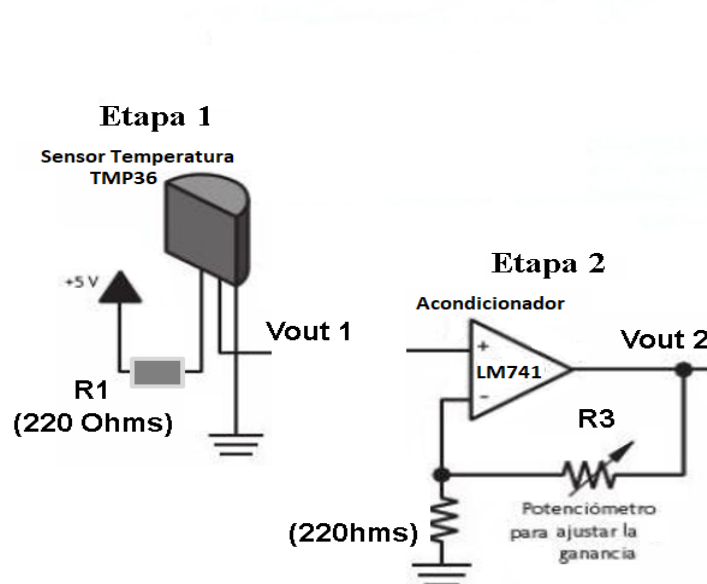 Etapa 1
Sensor Temperatura
TMP36
+5 V
Vout 1
R1
(220 Ohms)
Etapa 2
Acondicionador
+
LM741
-
Vout 2
R3
(220hms)
Potenciómetro
para ajustar la
ganancia